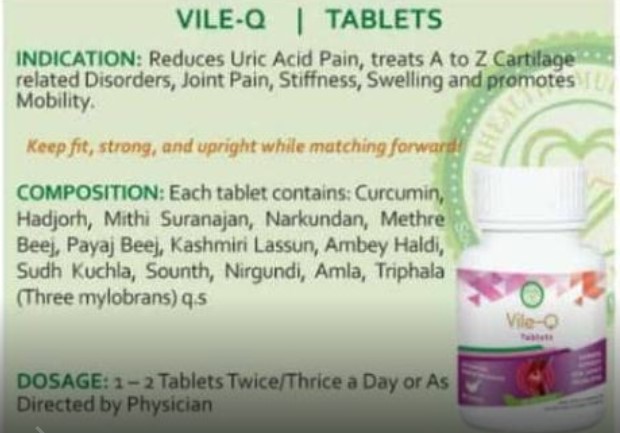 VILE-Q | TABLETS
INDICATION: Reduces Uric Acid Pain, treats A to Z Cartilage
related Disorders, Joint Pain, Stiffness, Swelling and promotes
Mobility.
Keep fit, strong, and upright while matching forward!
COMPOSITION: Each tablet contains: Curcumin,
Hadjorh, Mithi Suranajan, Narkundan, Methre
Beej, Payaj Beej, Kashmiri Lassun, Ambey Haldi,
Sudh Kuchla, Sounth, Nirgundi, Amla, Triphala
(Three mylobrans) q.s
DOSAGE: 1 – 2 Tablets Twice/Thrice a Day or As
Directed by Physician
Vile-Q
Tablets